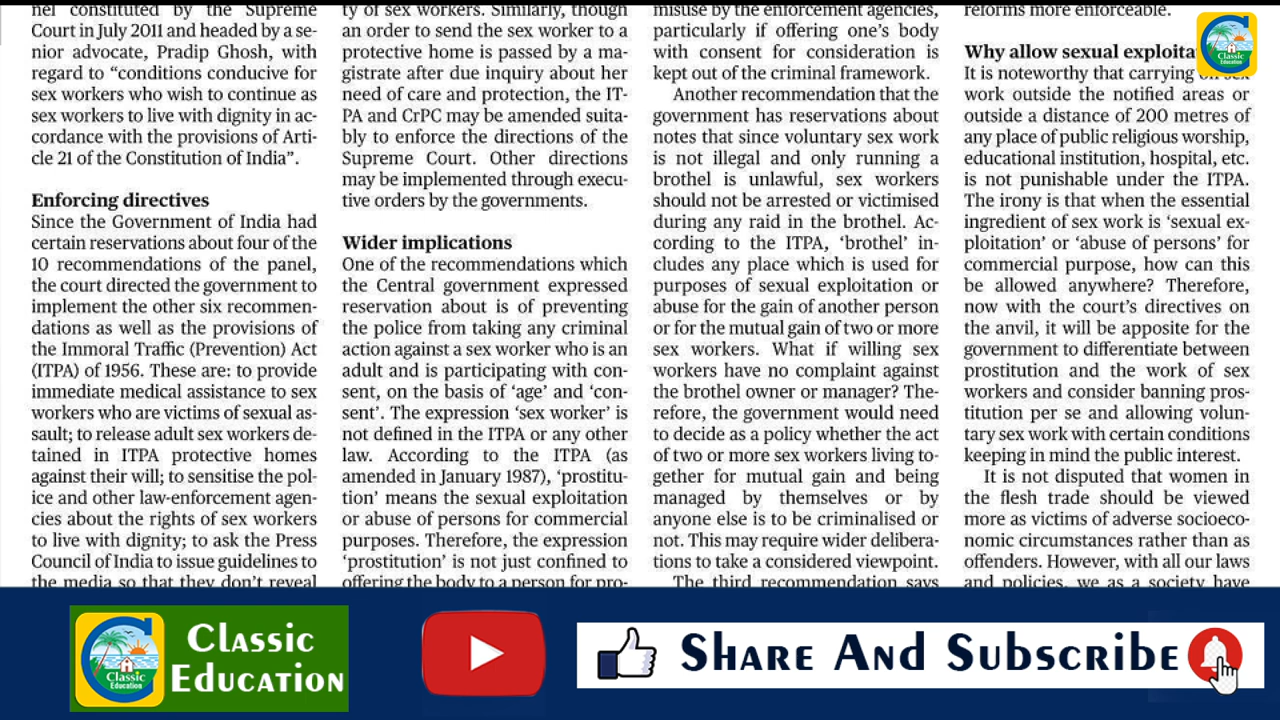 nel constituted by the Supreme
Court in July 2011 and headed by a se-
nior advocate, Pradip Ghosh, with
regard to “conditions conducive for
sex workers who wish to continue as
sex workers to live with dignity in ac-
cordance with the provisions of Arti-
cle 21 of the Constitution of India”.
Enforcing directives
Since the Government of India had
certain reservations about four of the
10 recommendations of the panel,
the court directed the government to
implement the other six recommen-
dations as well as the provisions of
the Immoral Traffic (Prevention) Act
(ITPA) of 1956. These are: to provide
immediate medical assistance to sex
workers who are victims of sexual as-
sault; to release adult sex workers de-
tained in ITPA protective homes
against their will; to sensitise the pol-
ice and other law-enforcement agen-
cies about the rights of sex workers
to live with dignity; to ask the Press
Council of India to issue guidelines to
the media so that they don’t reveal
ty of sex workers. Similarly, though
an order to send the sex worker to a
protective home is passed by a ma-
gistrate after due inquiry about her
need of care and protection, the IT-
PA and CrPC may be amended suita-
bly to enforce the directions of the
Supreme Court. Other directions
may be implemented through execu-
tive orders by the governments.
Wider implications
One of the recommendations which
the Central government expressed
reservation about is of preventing
the police from taking any criminal
action against a sex worker who is an
adult and is participating with con-
sent, on the basis of ‘age’ and ‘con-
sent’. The expression ‘sex worker’ is
not defined in the ITPA or any other
law. According to the ITPA (as
amended in January 1987), ‘prostitu-
tion’ means the sexual exploitation
or abuse of persons for commercial
purposes. Therefore, the expression
‘prostitution’ is not just confined to
offering the body to a person for pro-
misuse by the enforcement agencies,
particularly if offering one’s body
with consent for consideration is
kept out of the criminal framework.
Another recommendation that the
government has reservations about
notes that since voluntary sex work
is not illegal and only running a
brothel is unlawful, sex workers
should not be arrested or victimised
during any raid in the brothel. Ac-
cording to the ITPA, ‘brothel’ in-
cludes any place which is used for
purposes of sexual exploitation or
abuse for the gain of another person
or for the mutual gain of two or more
sex workers. What if willing sex
workers have no complaint against
the brothel owner or manager? The-
refore, the government would need
to decide as a policy whether the act
of two or more sex workers living to-
gether for mutual gain and being
managed by themselves or by
anyone else is to be criminalised or
not. This may require wider delibera-
tions to take a considered viewpoint.
The third recommendation says
reforms more enforceable.
Why allow sexual exploita
It is noteworthy that carrying on sex
work outside the notified areas or
outside a distance of 200 metres of
any place of public religious worship,
educational institution, hospital, etc.
is not punishable under the ITPA.
The irony is that when the essential
ingredient of sex work is ‘sexual ex-
ploitation’ or ‘abuse of persons’ for
commercial purpose, how can this
be allowed anywhere? Therefore,
now with the court’s directives on
the anvil, it will be apposite for the
government to differentiate between
prostitution and the work of sex
workers and consider banning pros-
titution per se and allowing volun-
tary sex work with certain conditions
keeping in mind the public interest.
It is not disputed that women in
the flesh trade should be viewed
more as victims of adverse socioeco-
nomic circumstances rather than as
offenders. However, with all our laws
and policies, we as a society have
Classic
Education
Classic
Education
Classic
Education
Share And Subscribe